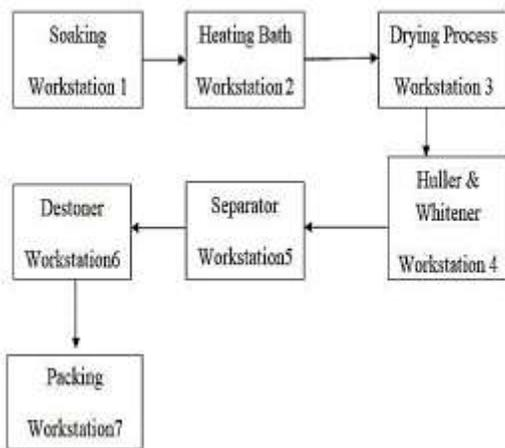 Soaking
Workstation 1
Heating Bath
Workstation 2
Drying Process
Workstation 3
Huller &
Whitener
Workstation 4
Separator
Workstation5
Destoner
Workstation6
Packing
Workstation7